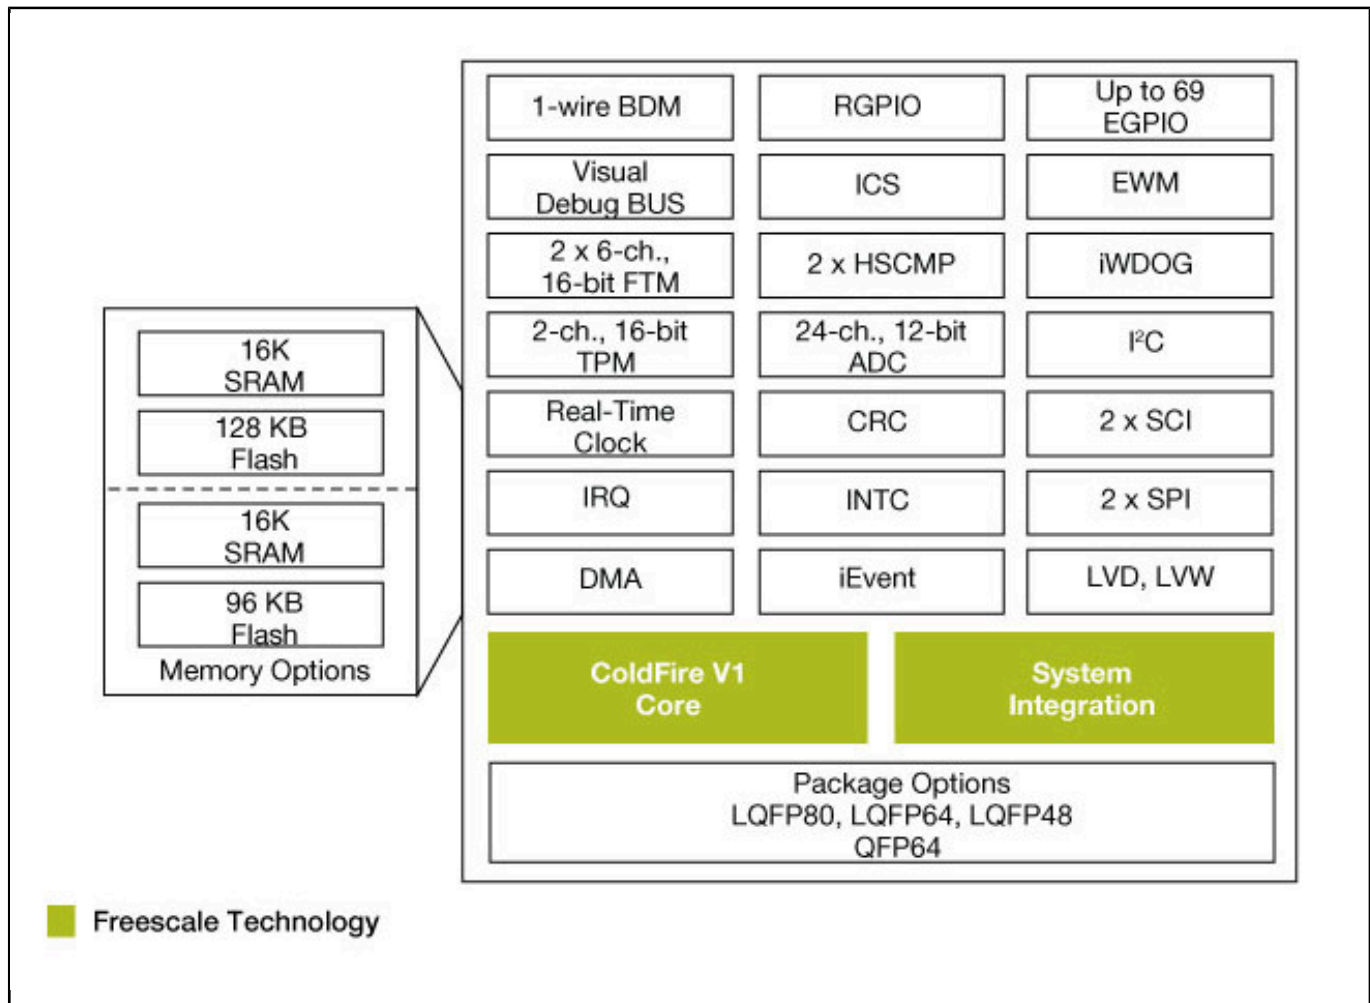 1-wire BDM
RGPIO
Up to 69
EGPIO
Visual
Debug BUS
ICS
EWM
2 x 6-ch.,
16-bit FTM
2 x HSCMP
iWDOG
2-ch., 16-bit
TPM
24-ch., 12-bit
ADC
I²C
Real-Time
Clock
CRC
2 x SCI
IRQ
INTC
2 x SPI
DMA
iEvent
LVD, LVW
16K
SRAM
128 KB
Flash
16K
SRAM
96 KB
Flash
Memory Options
ColdFire V1
Core
System
Integration
Package Options
LQFP80, LQFP64, LQFP48
QFP64
Freescale Technology